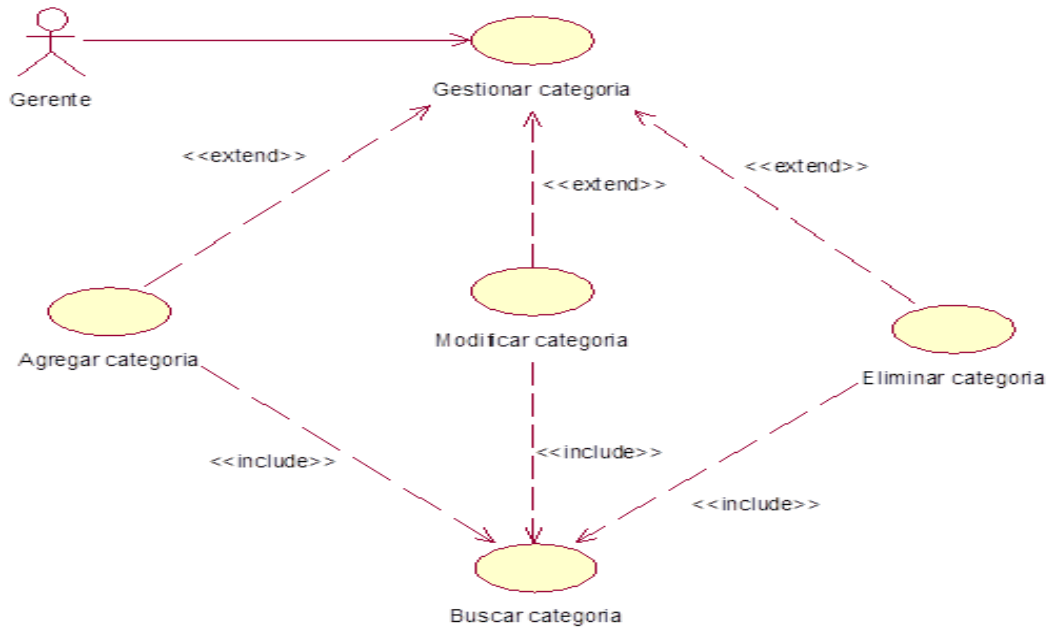 Gerente
Gestionar categoria
<<extend>>
<<extend>>
<<extend>>
Agregar categoria
Modificar categoria
Eliminar categoria
<<include>>
<<include>>
<<include>>
Buscar categoria